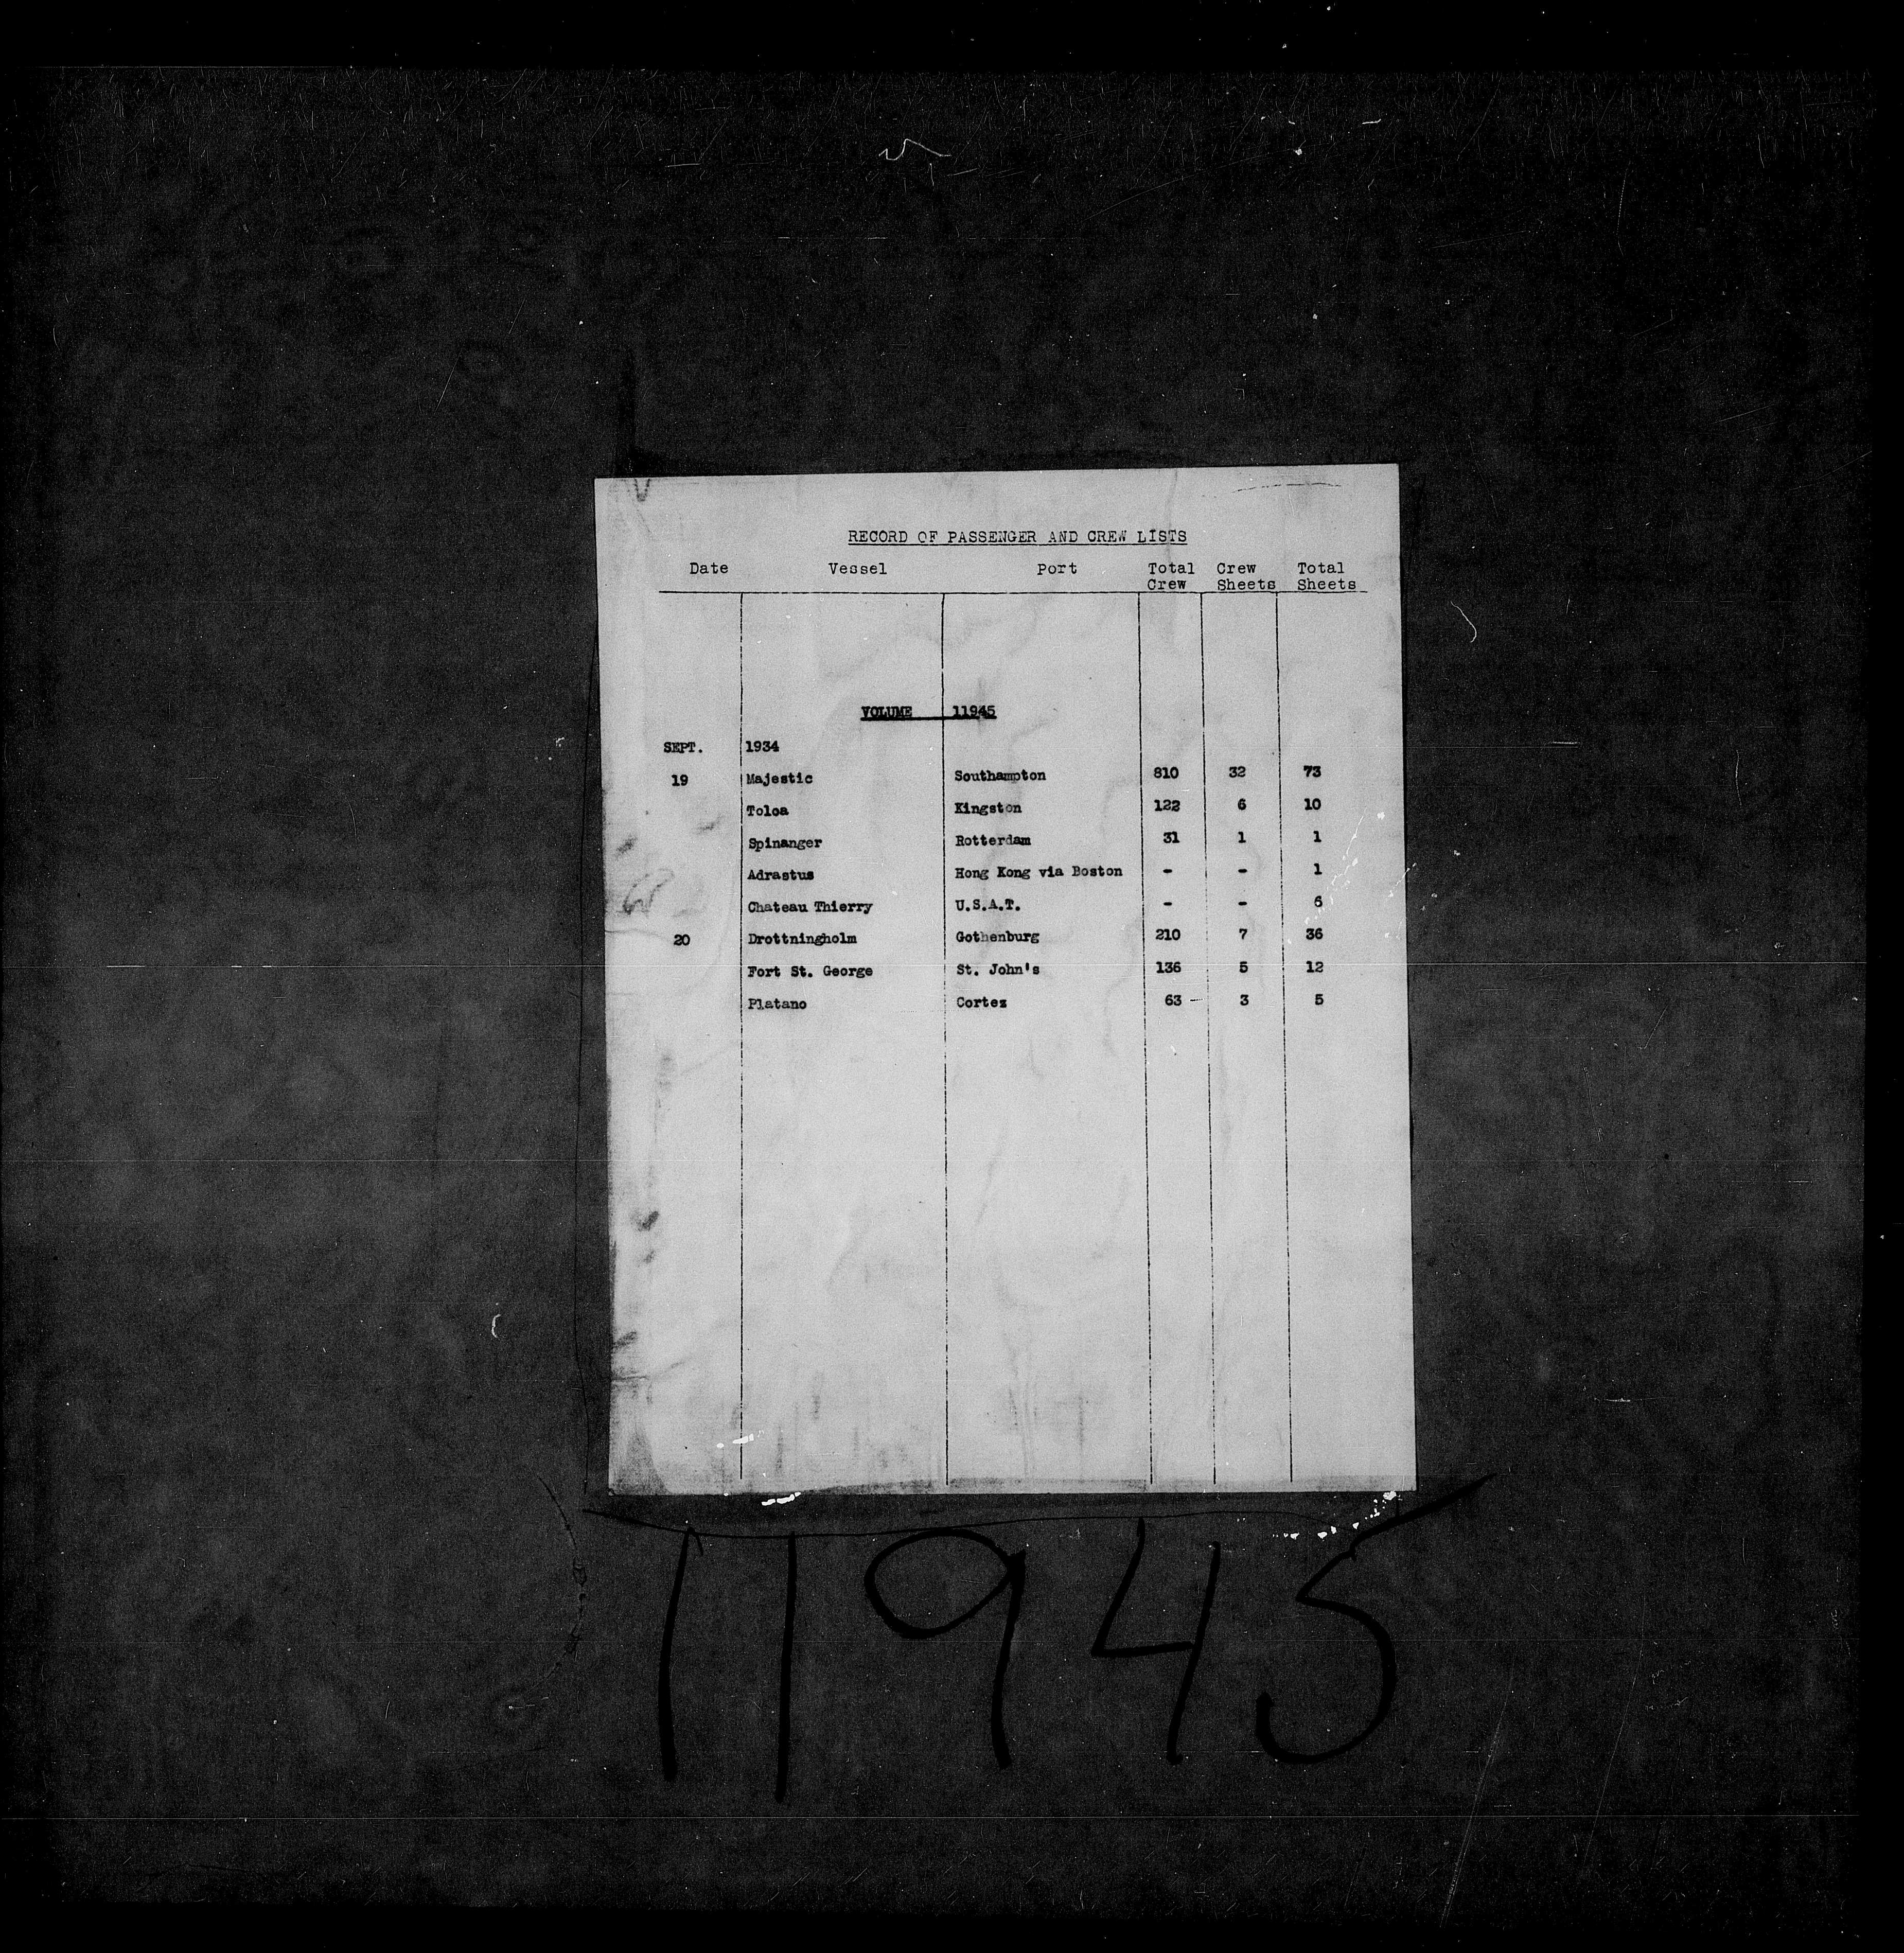 RECORD OF PASSENGER AND CREW LISTS
Date Vessel Port Total Crew Crew Sheets Total Sheets
VOLUME 11945
SEPT. 1934
19 Majestic Southampton 810 32 73
Toloa Kingston 122 6 10
Spinanger Rotterdam 31 1 1
Adrastus Hong Kong via Boston - - 1
Chateau Thierry U.S.A.T. - - 6
20 Drottningholm Gothenburg 210 7 36
Fort St. George St. John's 136 5 12
Platano Cortez 63 3 5
11945